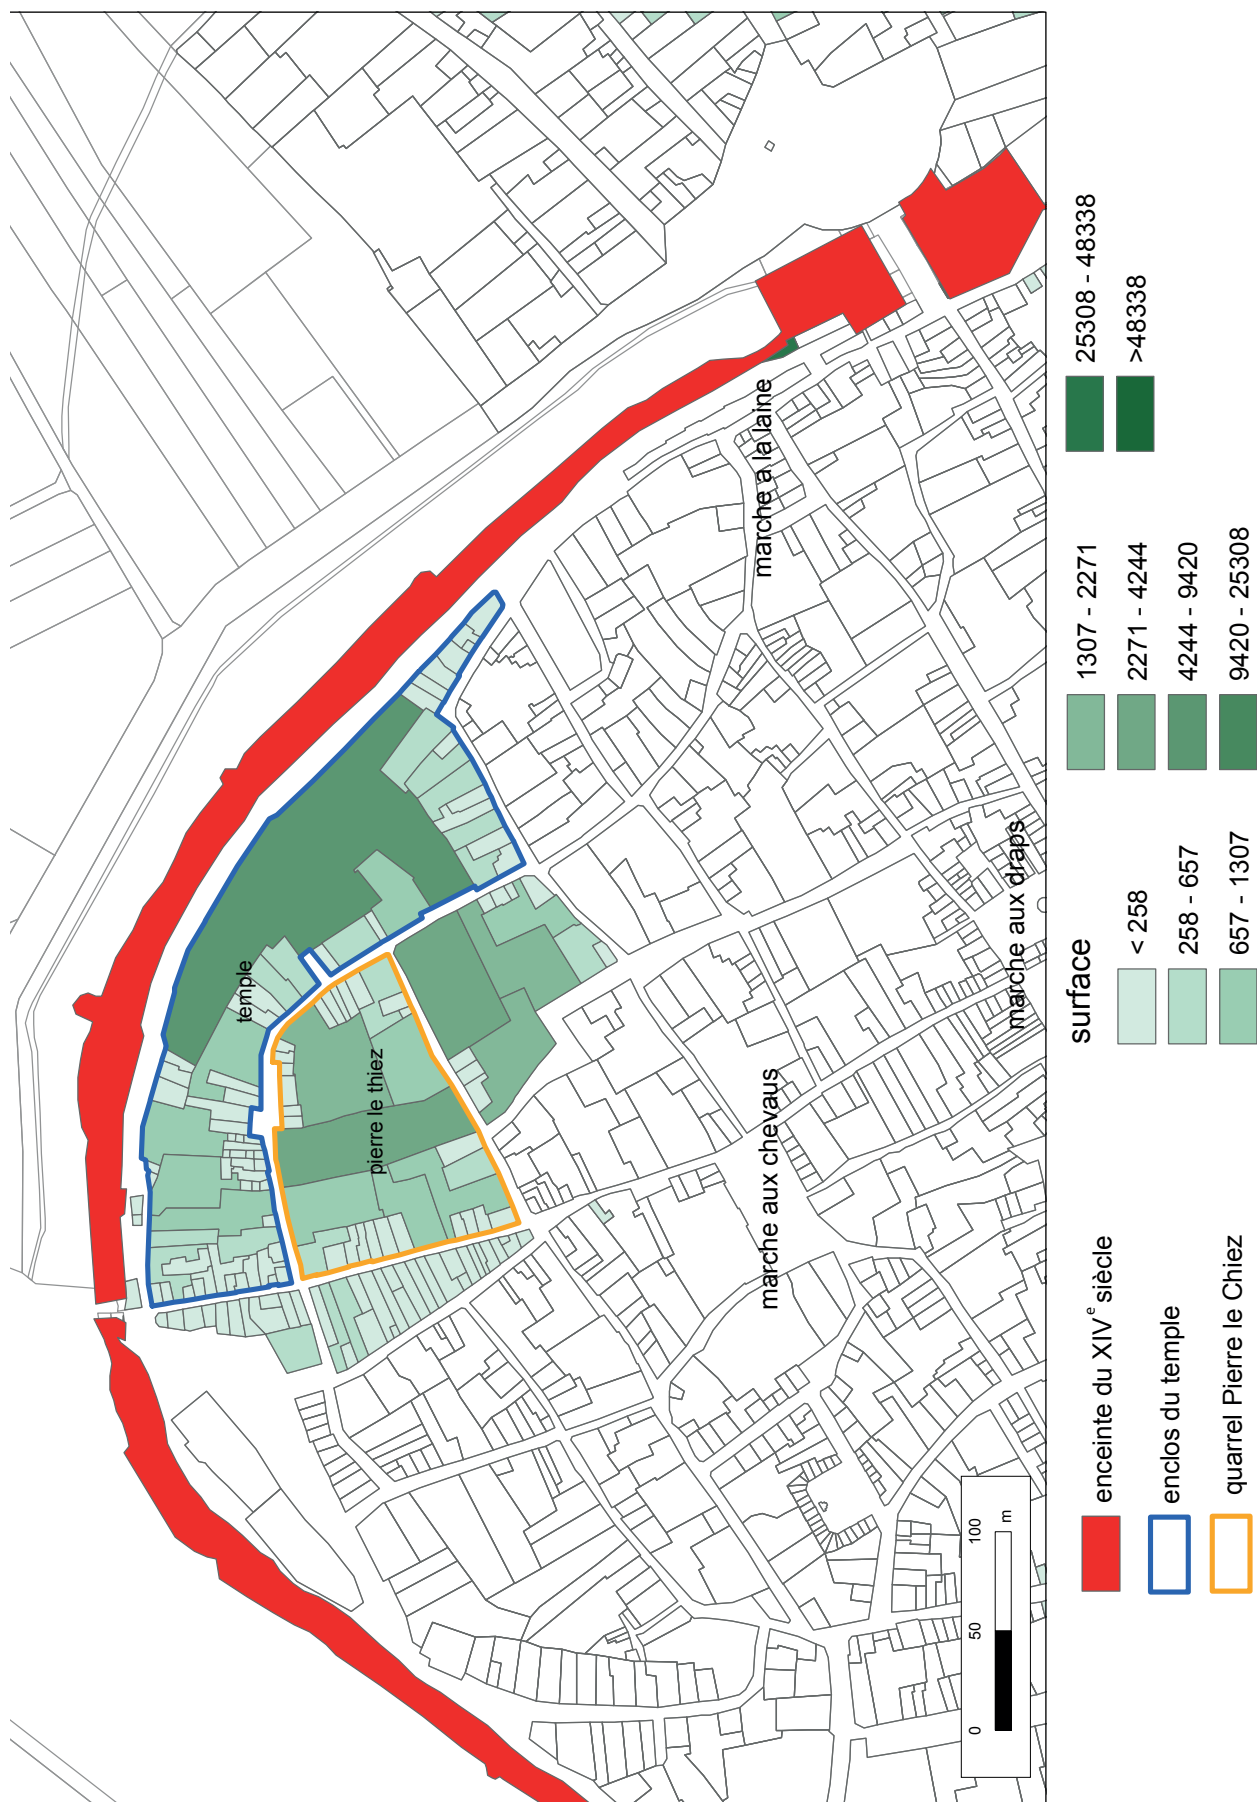 temple
pierre le thiez
marche a la laine
marche aux chevaus
marche aux draps
0 50 100
m
enceinte du XIVe siècle
enclos du temple
quarrel Pierre le Chiez
surface
< 258
258 - 657
657 - 1307
1307 - 2271
2271 - 4244
4244 - 9420
9420 - 25308
25308 - 48338
>48338